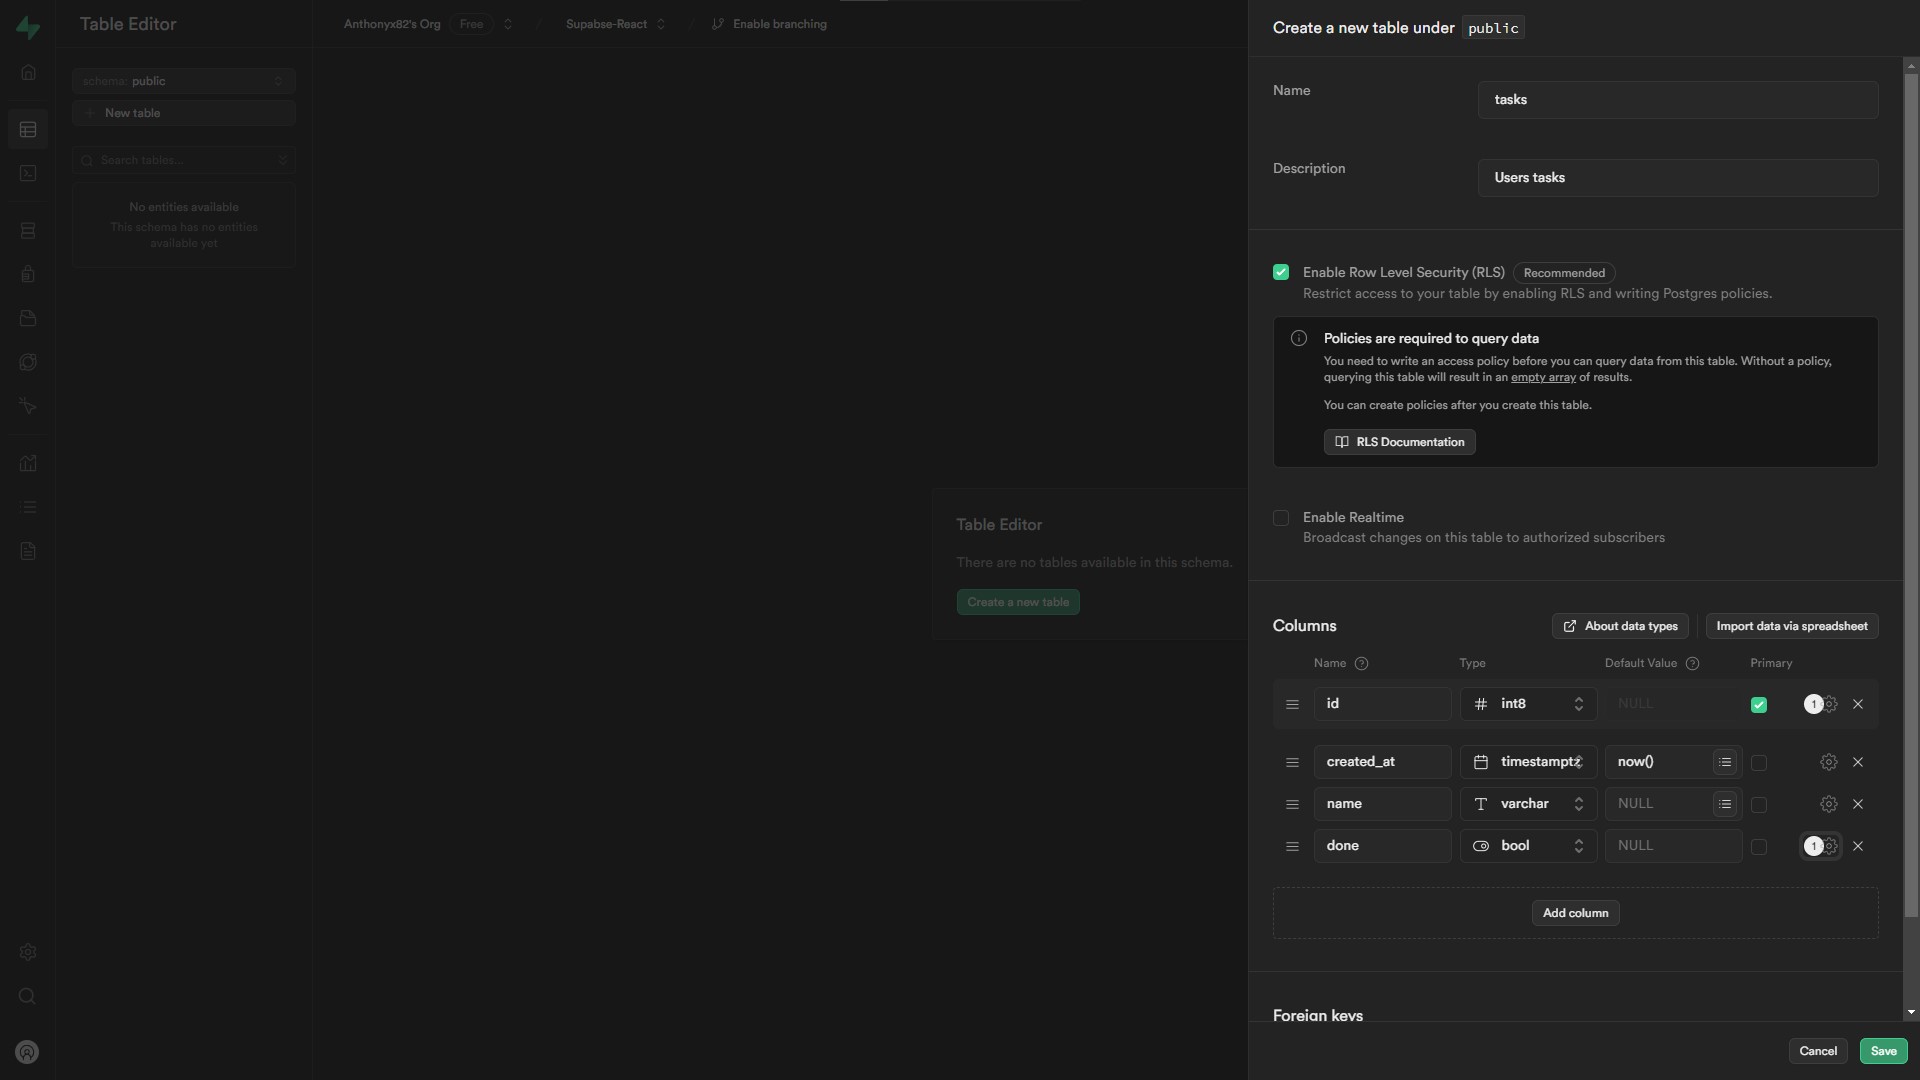 Table Editor
Anthonyx82's Org Free / Supabse-React / Enable branching
schema: public
New table
Search tables...
No entities available
This schema has no entities
available yet
Table Editor
There are no tables available in this schema.
Create a new table
Create a new table under public
Name
tasks
Description
Users tasks
Enable Row Level Security (RLS) Recommended
Restrict access to your table by enabling RLS and writing Postgres policies.
Policies are required to query data
You need to write an access policy before you can query data from this table. Without a policy,
querying this table will result in an empty array of results.
You can create policies after you create this table.
RLS Documentation
Enable Realtime
Broadcast changes on this table to authorized subscribers
Columns About data types Import data via spreadsheet
Name Type Default Value Primary
id int8 NULL 1
created_at timestamptz now()
name varchar NULL
done bool NULL 1
Add column
Foreign keys
Cancel Save